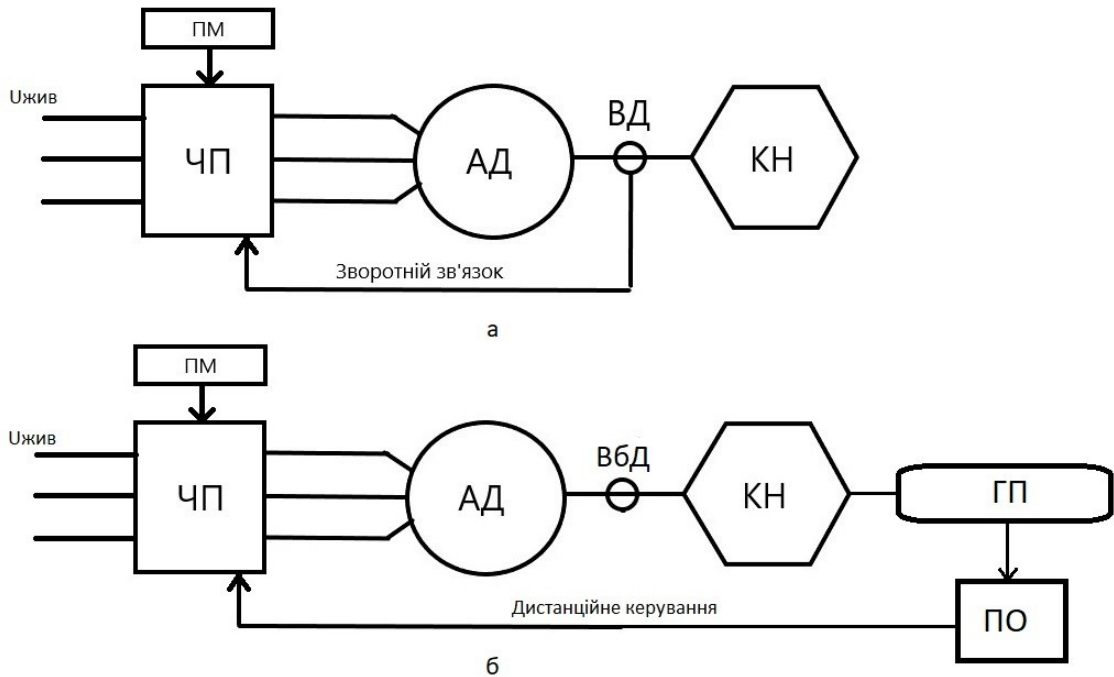 ПМ
Uжив
ЧП
АД
ВД
КН
Зворотній зв'язок
а
ПМ
Uжив
ЧП
АД
ВбД
КН
ГП
Дистанційне керування
ПО
б